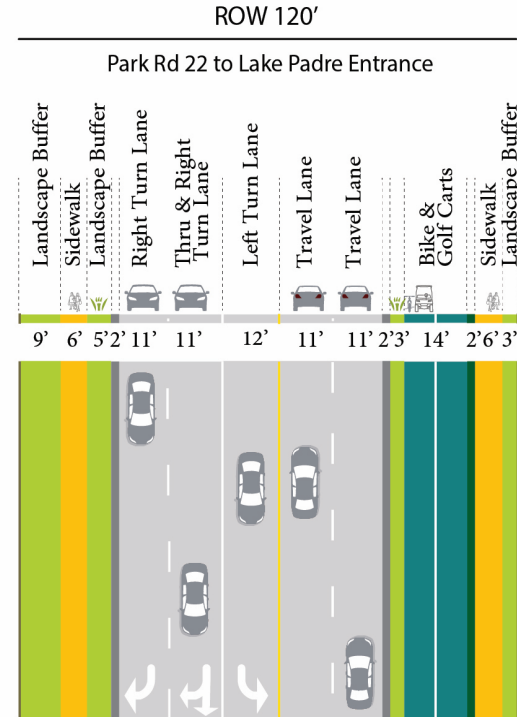 ROW 120’
Park Rd 22 to Lake Padre Entrance
Landscape Buffer
Sidewalk
Landscape Buffer
Right Turn Lane
Thru & Right
Turn Lane
Left Turn Lane
Travel Lane
Travel Lane
Bike &
Golf Carts
Sidewalk
Landscape Buffer
9’ 6’ 5’ 2’ 11’ 11’ 12’ 11’ 11’ 2’ 3’ 14’ 2’ 6’ 3’